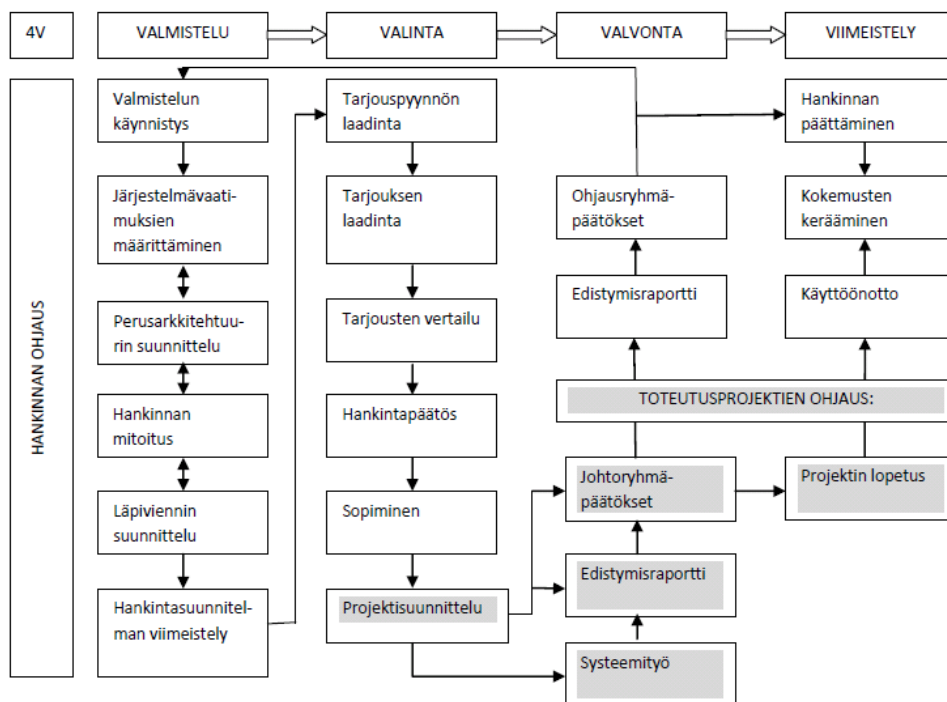 4V
VALMISTELU
VALINTA
VALVONTA
VIIMEISTELY
HANKINNAN OHJAUS
Valmistelun
käynnistys
Järjestelmävaati-
muksien
määrittäminen
Perusarkkitehtuu-
rin suunnittelu
Hankinnan
mitoitus
Läpiviennin
suunnittelu
Hankintasuunnitel-
man viimeistely
Tarjouspyynnön
laadinta
Tarjouksen
laadinta
Tarjousten vertailu
Hankintapäätös
Sopiminen
Projektisuunnittelu
Ohjausryhmä-
päätökset
Edistymisraportti
Hankinnan
päättäminen
Kokemusten
kerääminen
Käyttöönotto
TOTEUTUSPROJEKTIEN OHJAUS:
Johtoryhmä-
päätökset
Edistymisraportti
Systeemityö
Projektin lopetus